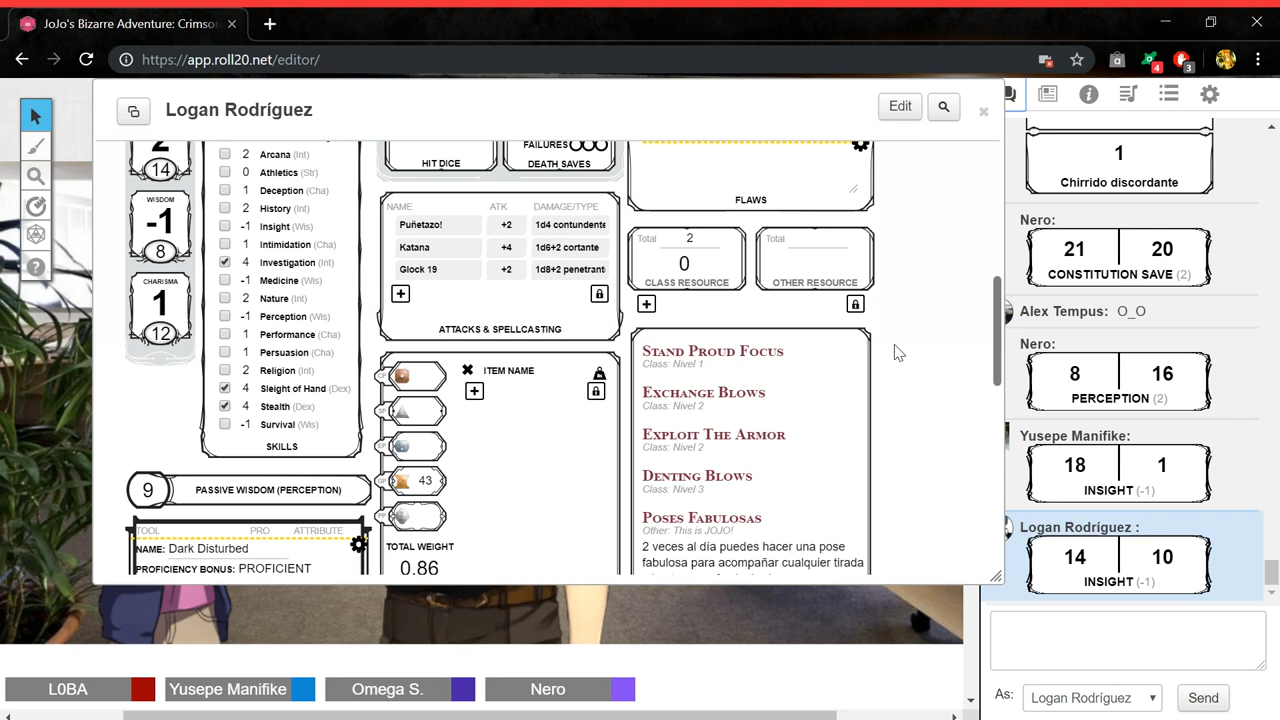 JoJo's Bizarre Adventure: Crimso
https://app.roll20.net/editor/
4
3
Logan Rodríguez
Edit
2
14
WISDOM
-1
8
CHARISMA
1
12
2 Arcana (Int)
0 Athletics (Str)
1 Deception (Cha)
2 History (Int)
-1 Insight (Wis)
1 Intimidation (Cha)
4 Investigation (Int)
-1 Medicine (Wis)
2 Nature (Int)
-1 Perception (Wis)
1 Performance (Cha)
1 Persuasion (Cha)
2 Religion (Int)
4 Sleight of Hand (Dex)
4 Stealth (Dex)
-1 Survival (Wis)
SKILLS
9 PASSIVE WISDOM (PERCEPTION)
TOOL PRO ATTRIBUTE
NAME: Dark Disturbed
PROFICIENCY BONUS: PROFICIENT
HIT DICE
FAILURES
DEATH SAVES
NAME ATK DAMAGE/TYPE
Puñetazo! +2 1d4 contundente
Katana +4 1d6+2 cortante
Glock 19 +2 1d8+2 penetrant
ATTACKS & SPELLCASTING
CP
SP
EP
GP 43
PP
ITEM NAME
TOTAL WEIGHT
0.86
FLAWS
Total 2
0
CLASS RESOURCE
Total
OTHER RESOURCE
STAND PROUD FOCUS
Class: Nivel 1
EXCHANGE BLOWS
Class: Nivel 2
EXPLOIT THE ARMOR
Class: Nivel 2
DENTING BLOWS
Class: Nivel 3
POSES FABULOSAS
Other: This is JOJO!
2 veces al día puedes hacer una pose
fabulosa para acompañar cualquier tirada
1
Chirrido discordante
Nero:
21 20
CONSTITUTION SAVE (2)
Alex Tempus: O_O
Nero:
8 16
PERCEPTION (2)
Yusepe Manifike:
18 1
INSIGHT (-1)
Logan Rodríguez :
14 10
INSIGHT (-1)
As: Logan Rodríguez Send
L0BA
Yusepe Manifike
Omega S.
Nero